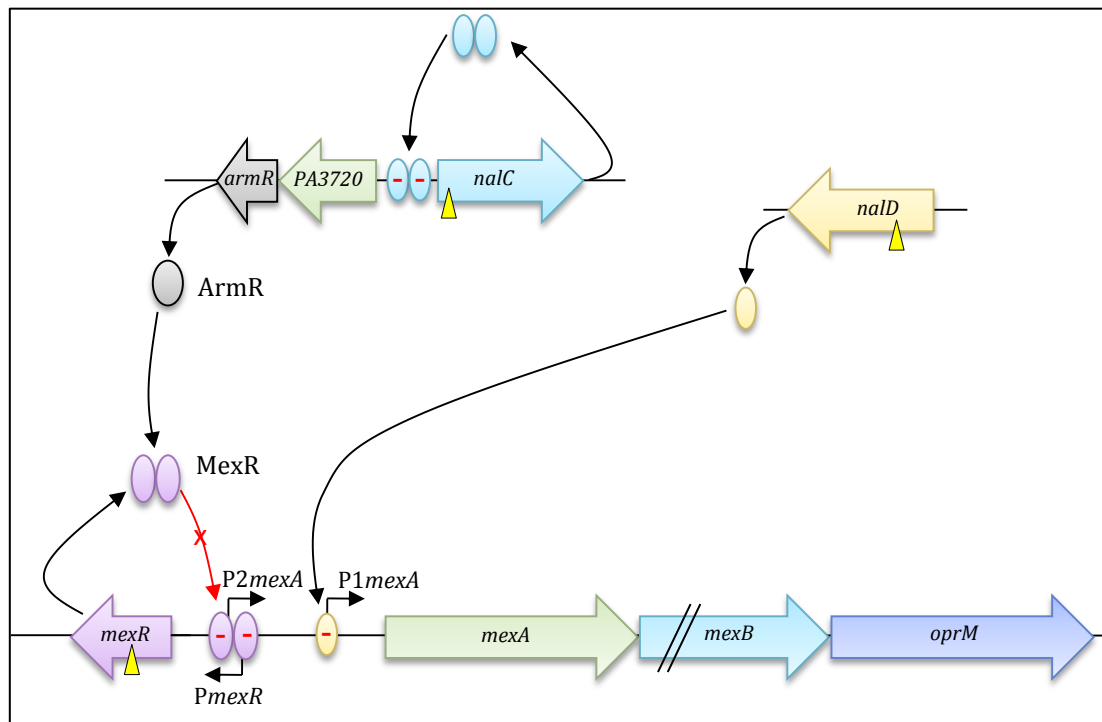 armR PA3720 - - nalC
nalD
ArmR
MexR
x
P2mexA P1mexA
mexR - - - mexA mexB oprM
PmexR